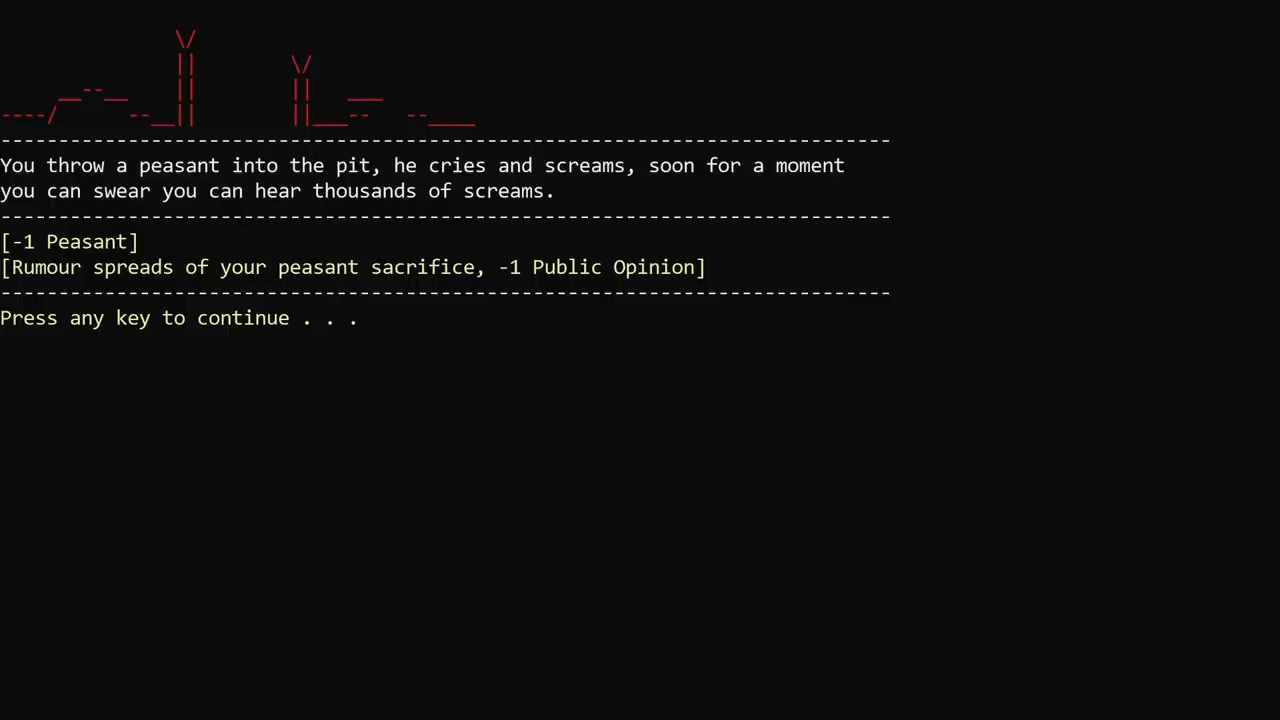 You throw a peasant into the pit, he cries and screams, soon for a moment
you can swear you can hear thousands of screams.
[-1 Peasant]
[Rumour spreads of your peasant sacrifice, -1 Public Opinion]
Press any key to continue . . .